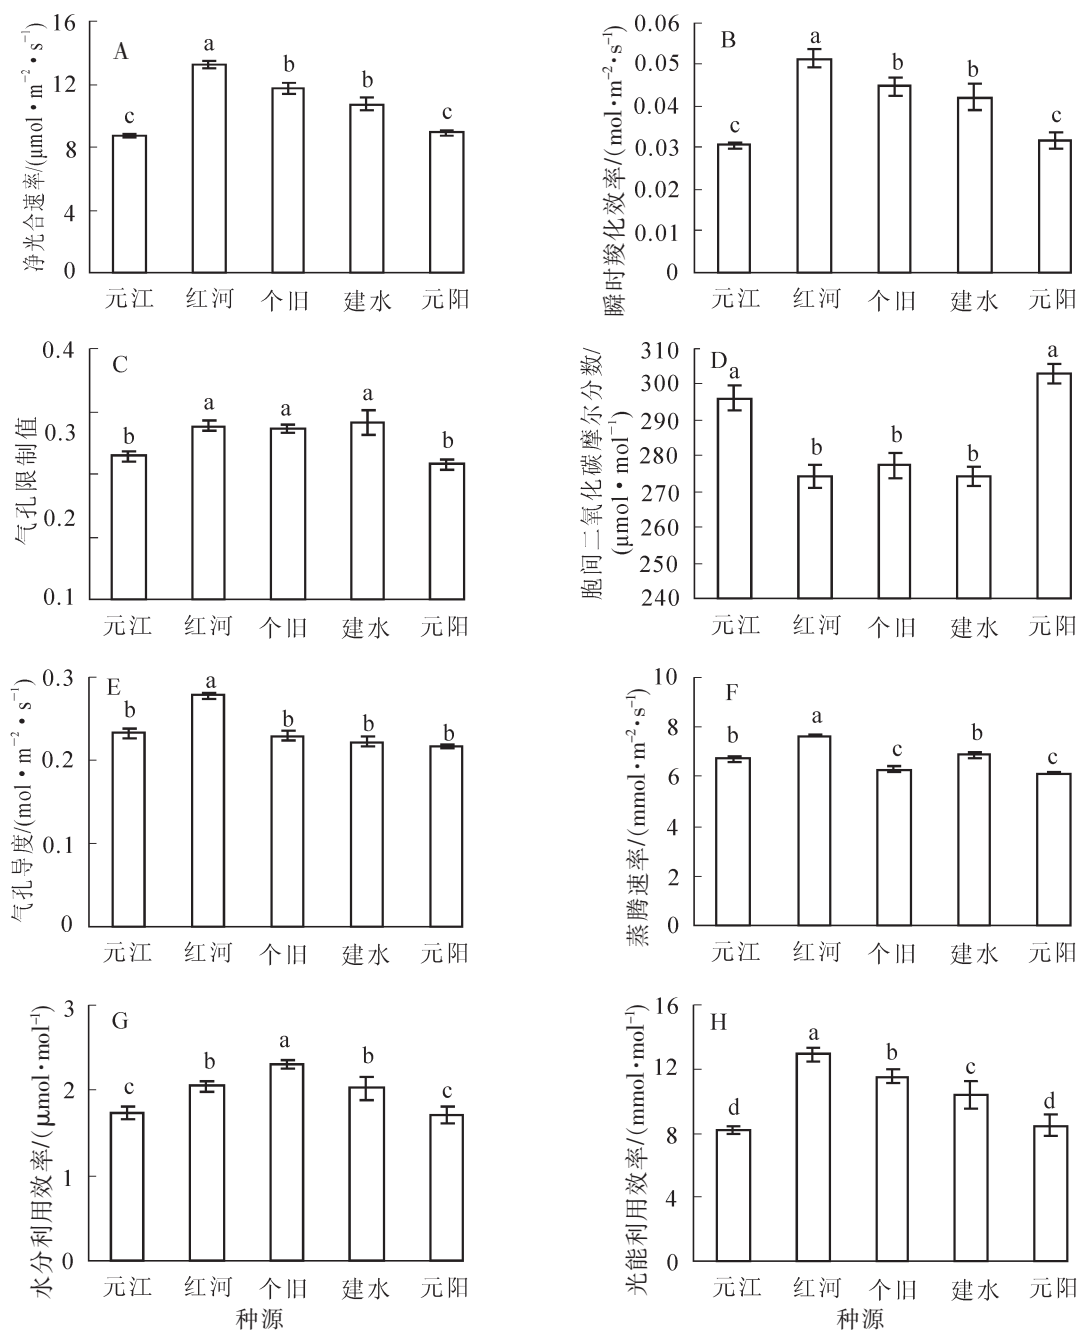 A
净光合速率/(μmol·m⁻²·s⁻¹)
16
12
8
4
0
c
a
b
b
c
元江 红河 个旧 建水 元阳
B
瞬时羧化效率/(mol·m⁻²·s⁻¹)
0.06
0.05
0.04
0.03
0.02
0.01
0
c
a
b
b
c
元江 红河 个旧 建水 元阳
C
气孔限制值
0.4
0.3
0.2
0.1
b
a
a
a
b
元江 红河 个旧 建水 元阳
D
胞间二氧化碳摩尔分数/
(μmol·mol⁻¹)
310
300
290
280
270
260
250
240
a
b
b
b
a
元江 红河 个旧 建水 元阳
E
气孔导度/(mol·m⁻²·s⁻¹)
0.3
0.2
0.1
0
b
a
b
b
b
元江 红河 个旧 建水 元阳
F
蒸腾速率/(mmol·m⁻²·s⁻¹)
10
8
6
4
2
0
b
a
c
b
c
元江 红河 个旧 建水 元阳
G
水分利用效率/(μmol·mol⁻¹)
3
2
1
0
c
b
a
b
c
元江 红河 个旧 建水 元阳
种源
H
光能利用效率/(mmol·mol⁻¹)
16
12
8
4
0
d
a
b
c
d
元江 红河 个旧 建水 元阳
种源